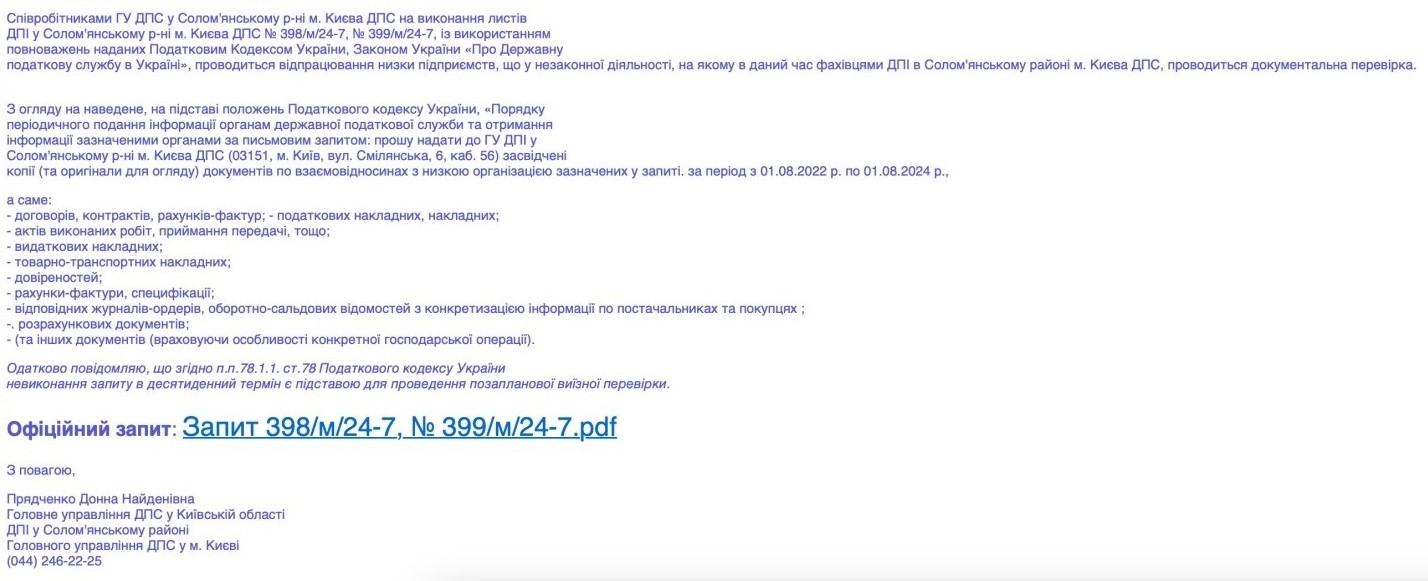 Співробітниками ГУ ДПС у Солом'янському р-ні м. Києва ДПС на виконання листів
ДПІ у Солом'янському р-ні м. Києва ДПС № 398/м/24-7, № 399/м/24-7, із використанням
повноважень наданих Податковим Кодексом України, Законом України «Про Державну
податкову службу в Україні», проводиться відпрацювання низки підприємств, що у незаконної діяльності, на якому в даний час фахівцями ДПІ в Солом'янському районі м. Києва ДПС, проводиться документальна перевірка.
З огляду на наведене, на підставі положень Податкового кодексу України, «Порядку
періодичного подання інформації органам державної податкової служби та отримання
інформації зазначеними органами за письмовим запитом: прошу надати до ГУ ДПІ у
Солом'янському р-ні м. Києва ДПС (03151, м. Київ, вул. Смілянська, 6, каб. 56) засвідчені
копії (та оригінали для огляду) документів по взаємовідносинах з низкою організацією зазначених у запиті. за період з 01.08.2022 р. по 01.08.2024 р.,
а саме:
- договорів, контрактів, рахунків-фактур; - податкових накладних, накладних;
- актів виконаних робіт, приймання передачі, тощо;
- видаткових накладних;
- товарно-транспортних накладних;
- довіреностей;
- рахунки-фактури, специфікації;
- відповідних журналів-ордерів, оборотно-сальдових відомостей з конкретизацією інформації по постачальниках та покупцях ;
-. розрахункових документів;
- (та інших документів (враховуючи особливості конкретної господарської операції).
Одатково повідомляю, що згідно п.п.78.1.1. ст.78 Податкового кодексу України
невиконання запиту в десятиденний термін є підставою для проведення позапланової виїзної перевірки.
Офіційний запит: Запит 398/м/24-7, № 399/м/24-7.pdf
З повагою,
Прядченко Донна Найденівна
Головне управління ДПС у Київській області
ДПІ у Солом'янському районі
Головного управління ДПС у м. Києві
(044) 246-22-25